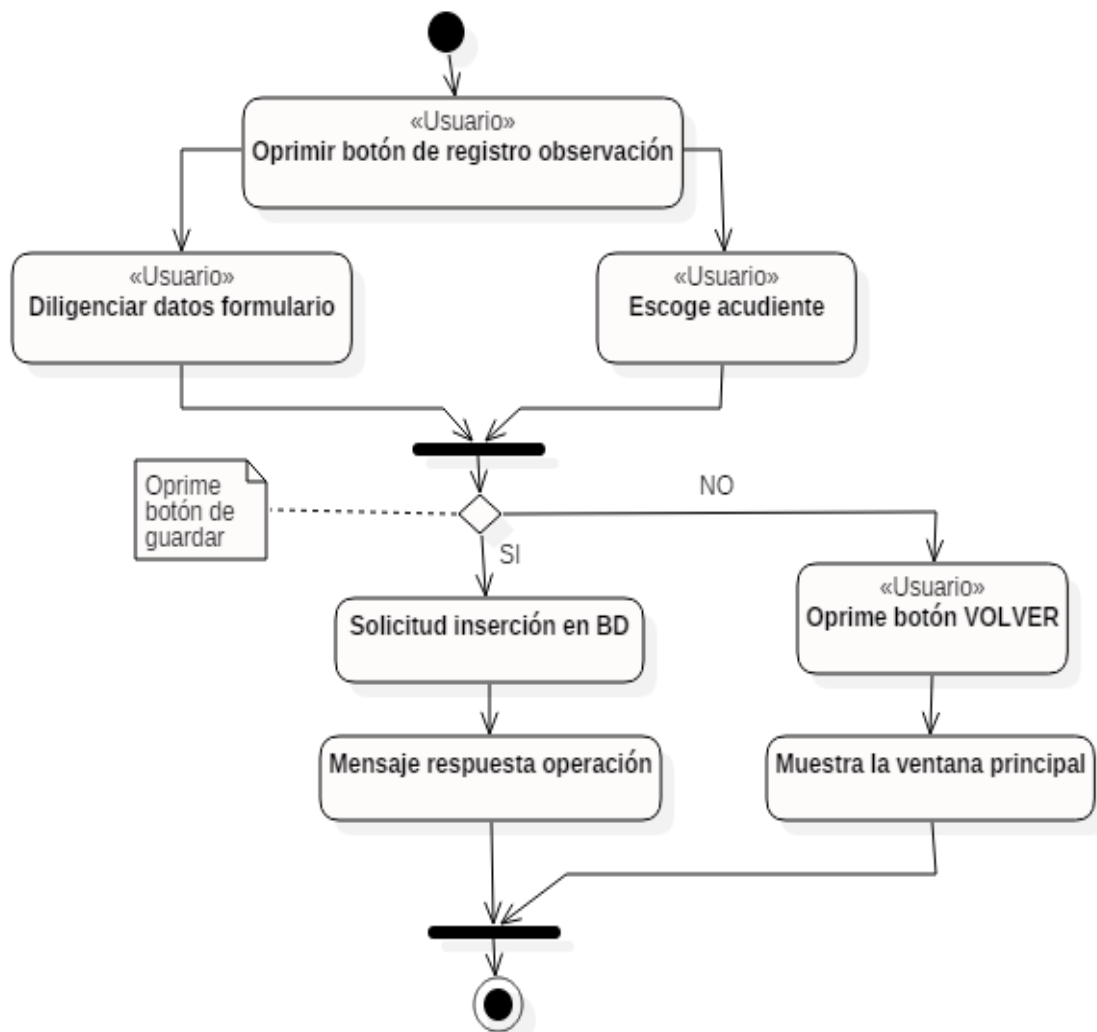 «Usuario»
Oprimir botón de registro observación
«Usuario»
Diligenciar datos formulario
«Usuario»
Escoge acudiente
Oprime
botón de
guardar
NO
SI
«Usuario»
Oprime botón VOLVER
Solicitud inserción en BD
Mensaje respuesta operación
Muestra la ventana principal